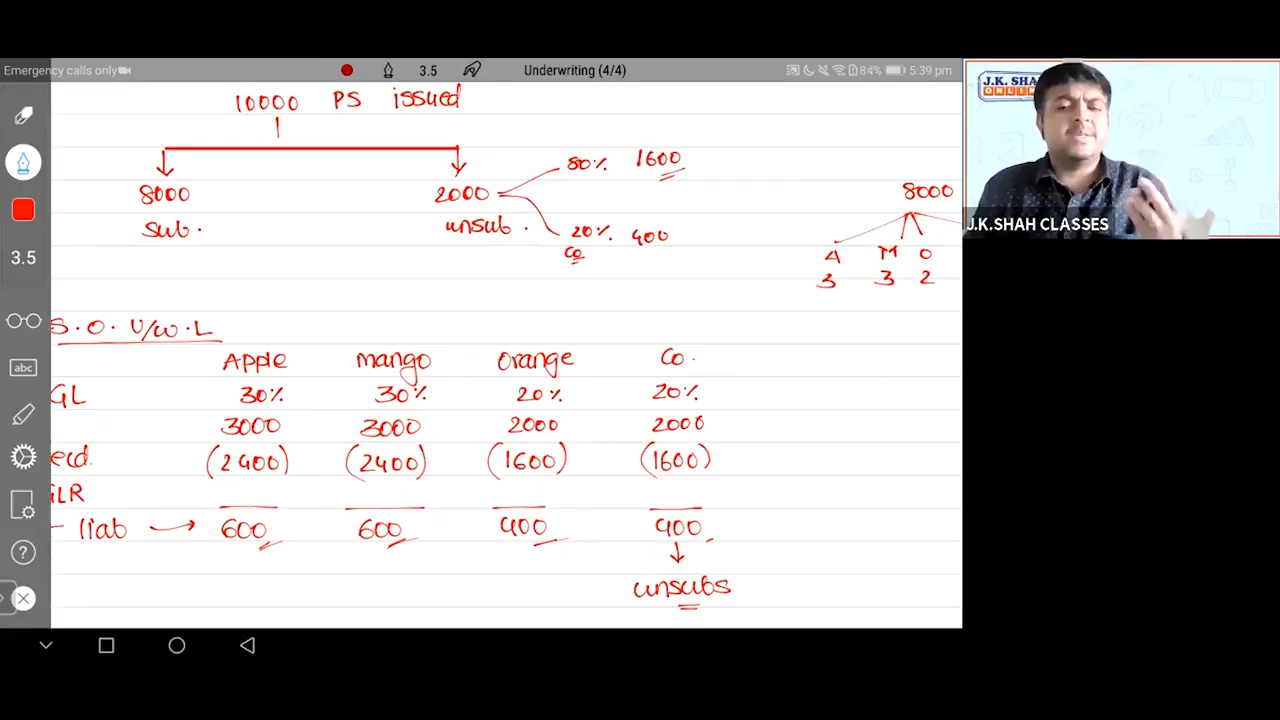 Emergency calls only 3.5 Underwriting (4/4) 84% 5:39 pm
J.K. SHA
ONLINE
10000 PS issued
80% 1600
8000 2000
sub. unsub.
20% 400
Co
8000
J.K.SHAH CLASSES
A M O
3 3 2
3.5
S.O.U/W.L
Apple mango orange Co.
abc
GL 30% 30% 20% 20%
3000 3000 2000 2000
ecd. (2400) (2400) (1600) (1600)
GLR
liab → 600 600 400 400
unsubs